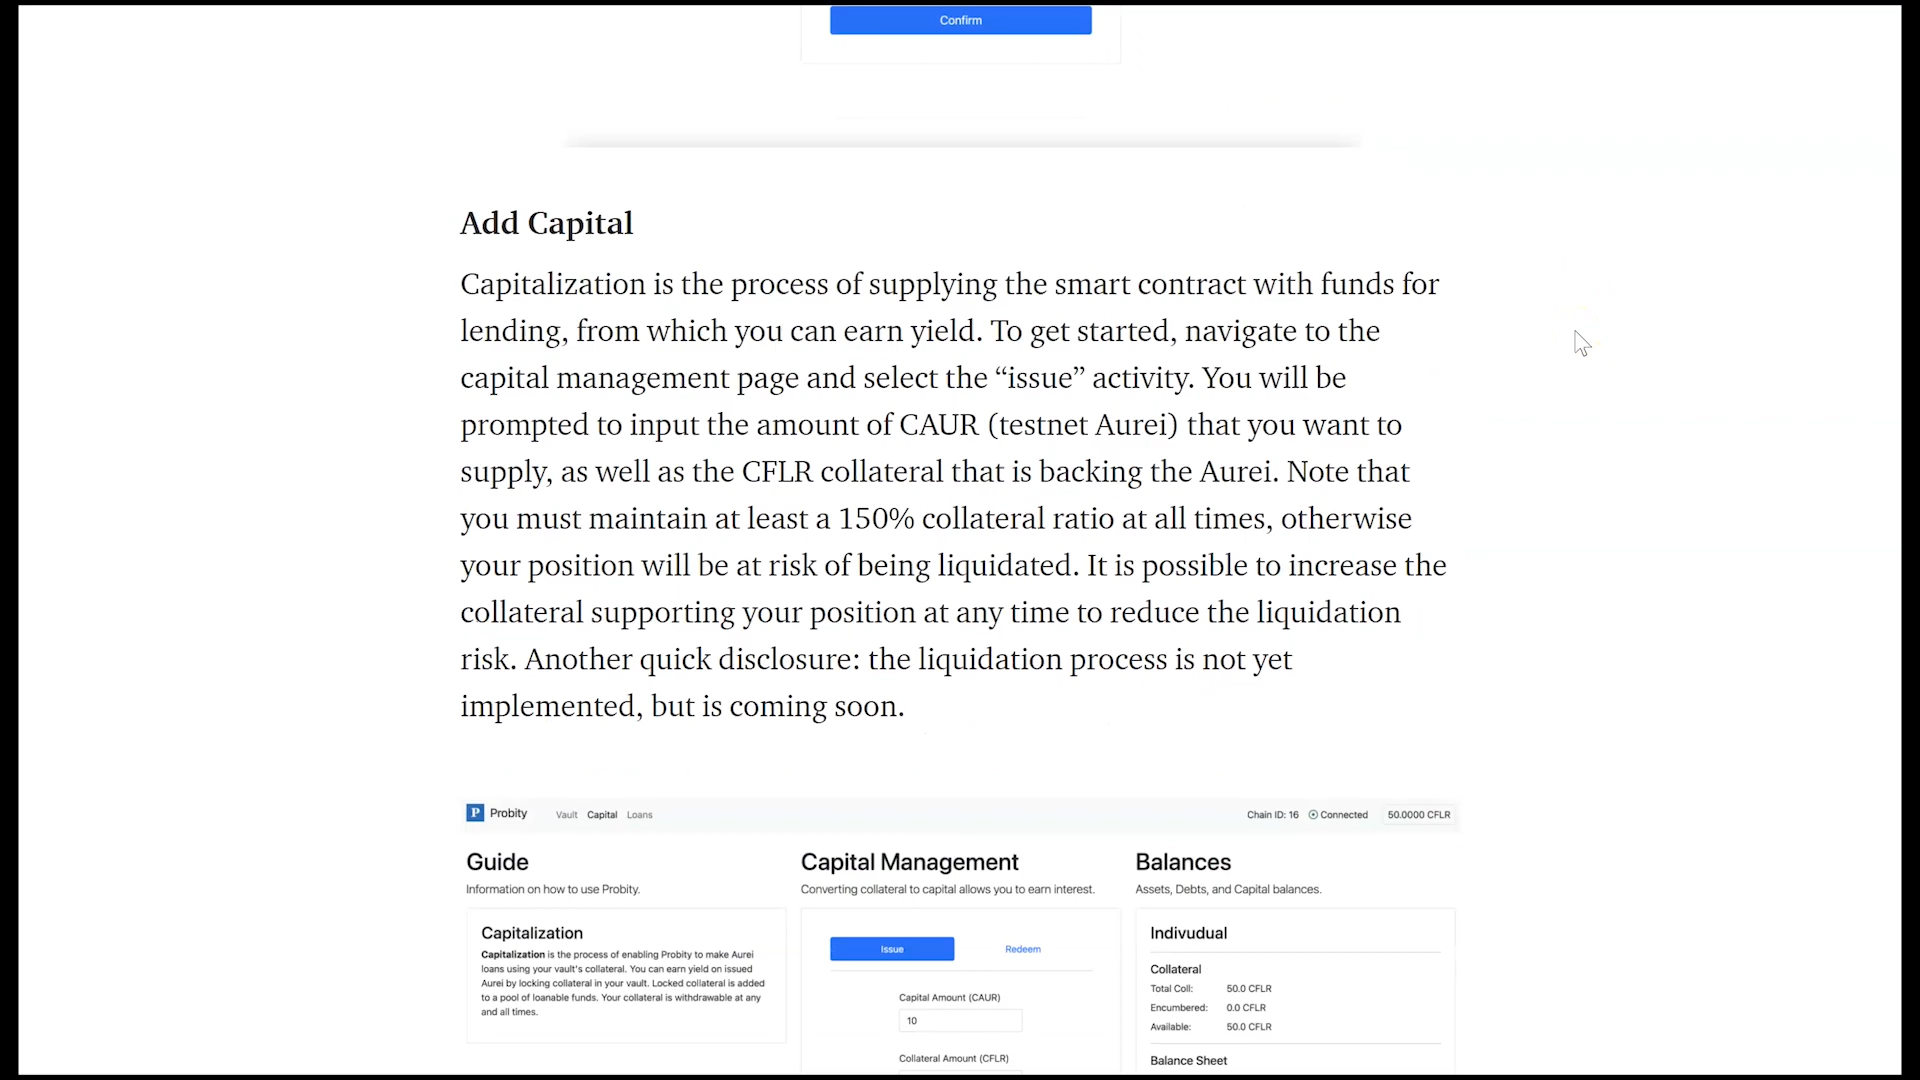 Confirm
Add Capital
Capitalization is the process of supplying the smart contract with funds for
lending, from which you can earn yield. To get started, navigate to the
capital management page and select the “issue” activity. You will be
prompted to input the amount of CAUR (testnet Aurei) that you want to
supply, as well as the CFLR collateral that is backing the Aurei. Note that
you must maintain at least a 150% collateral ratio at all times, otherwise
your position will be at risk of being liquidated. It is possible to increase the
collateral supporting your position at any time to reduce the liquidation
risk. Another quick disclosure: the liquidation process is not yet
implemented, but is coming soon.
P Probity Vault Capital Loans Chain ID: 16 Connected 50.0000 CFLR
Guide
Information on how to use Probity.
Capitalization
Capitalization is the process of enabling Probity to make Aurei
loans using your vault's collateral. You can earn yield on issued
Aurei by locking collateral in your vault. Locked collateral is added
to a pool of loanable funds. Your collateral is withdrawable at any
and all times.
Capital Management
Converting collateral to capital allows you to earn interest.
Issue Redeem
Capital Amount (CAUR)
10
Collateral Amount (CFLR)
Balances
Assets, Debts, and Capital balances.
Indivudual
Collateral
Total Coll: 50.0 CFLR
Encumbered: 0.0 CFLR
Available: 50.0 CFLR
Balance Sheet